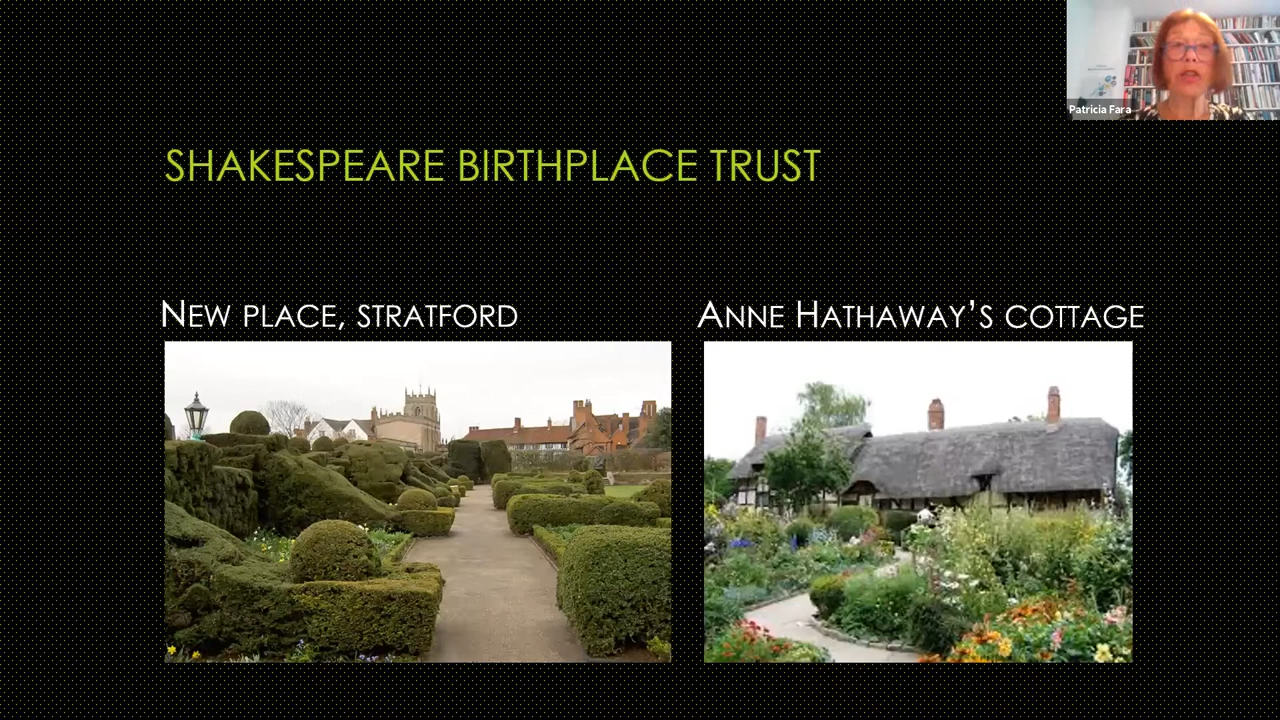 Patricia Fara
SHAKESPEARE BIRTHPLACE TRUST
NEW PLACE, STRATFORD
ANNE HATHAWAY’S COTTAGE